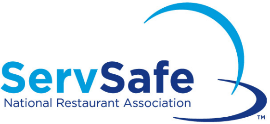 ServSafe
National Restaurant Association
TM